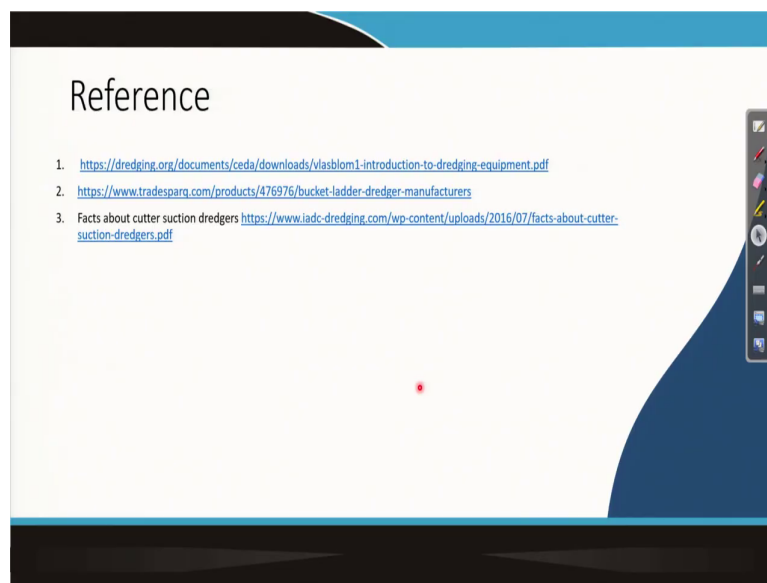 Reference
1. https://dredging.org/documents/ceda/downloads/vlasblom1-introduction-to-dredging-equipment.pdf
2. https://www.tradesparq.com/products/476976/bucket-ladder-dredger-manufacturers
3. Facts about cutter suction dredgers https://www.iadc-dredging.com/wp-content/uploads/2016/07/facts-about-cutter-
suction-dredgers.pdf